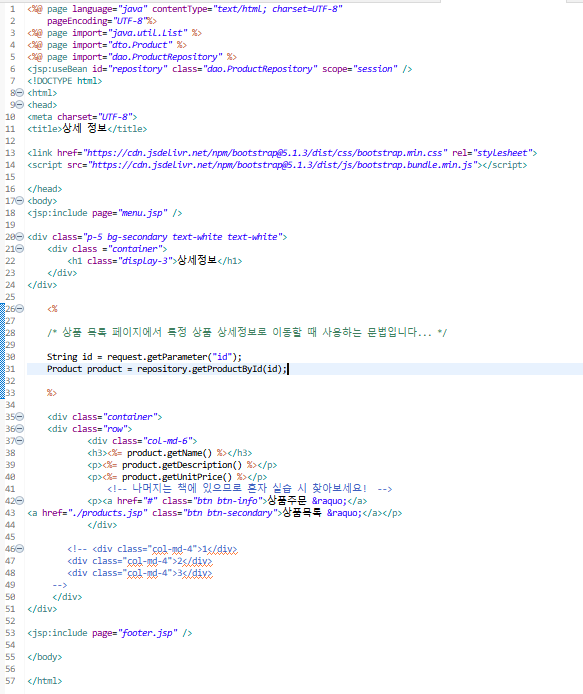 1 <%@ page language="java" contentType="text/html; charset=UTF-8"
2     pageEncoding="UTF-8"%>
3 <%@ page import="java.util.List" %>
4 <%@ page import="dto.Product" %>
5 <%@ page import="dao.ProductRepository" %>
6 <jsp:useBean id="repository" class="dao.ProductRepository" scope="session" />
7 <!DOCTYPE html>
8 <html>
9 <head>
10 <meta charset="UTF-8">
11 <title>상세 정보</title>
12
13 <link href="https://cdn.jsdelivr.net/npm/bootstrap@5.1.3/dist/css/bootstrap.min.css" rel="stylesheet">
14 <script src="https://cdn.jsdelivr.net/npm/bootstrap@5.1.3/dist/js/bootstrap.bundle.min.js"></script>
15
16 </head>
17 <body>
18 <jsp:include page="menu.jsp" />
19
20 <div class="p-5 bg-secondary text-white text-white">
21     <div class ="container">
22         <h1 class="display-3">상세정보</h1>
23     </div>
24 </div>
25
26     <%
27
28     /* 상품 목록 페이지에서 특정 상품 상세정보로 이동할 때 사용하는 문법입니다... */
29
30     String id = request.getParameter("id");
31     Product product = repository.getProductById(id);
32
33     %>
34
35     <div class="container">
36     <div class="row">
37             <div class="col-md-6">
38             <h3><%= product.getName() %></h3>
39             <p><%= product.getDescription() %></p>
40             <p><%= product.getUnitPrice() %></p>
41                 <!-- 나머지는 책에 있으므로 혼자 실습 시 찾아보세요!  -->
42             <p><a href="#" class="btn btn-info">상품주문 &raquo;</a>
43 <a href="./products.jsp" class="btn btn-secondary">상품목록 &raquo;</a></p>
44             </div>
45
46         <!-- <div class="col-md-4">1</div>
47         <div class="col-md-4">2</div>
48         <div class="col-md-4">3</div>
49      -->
50     </div>
51 </div>
52
53 <jsp:include page="footer.jsp" />
54
55 </body>
56
57 </html>